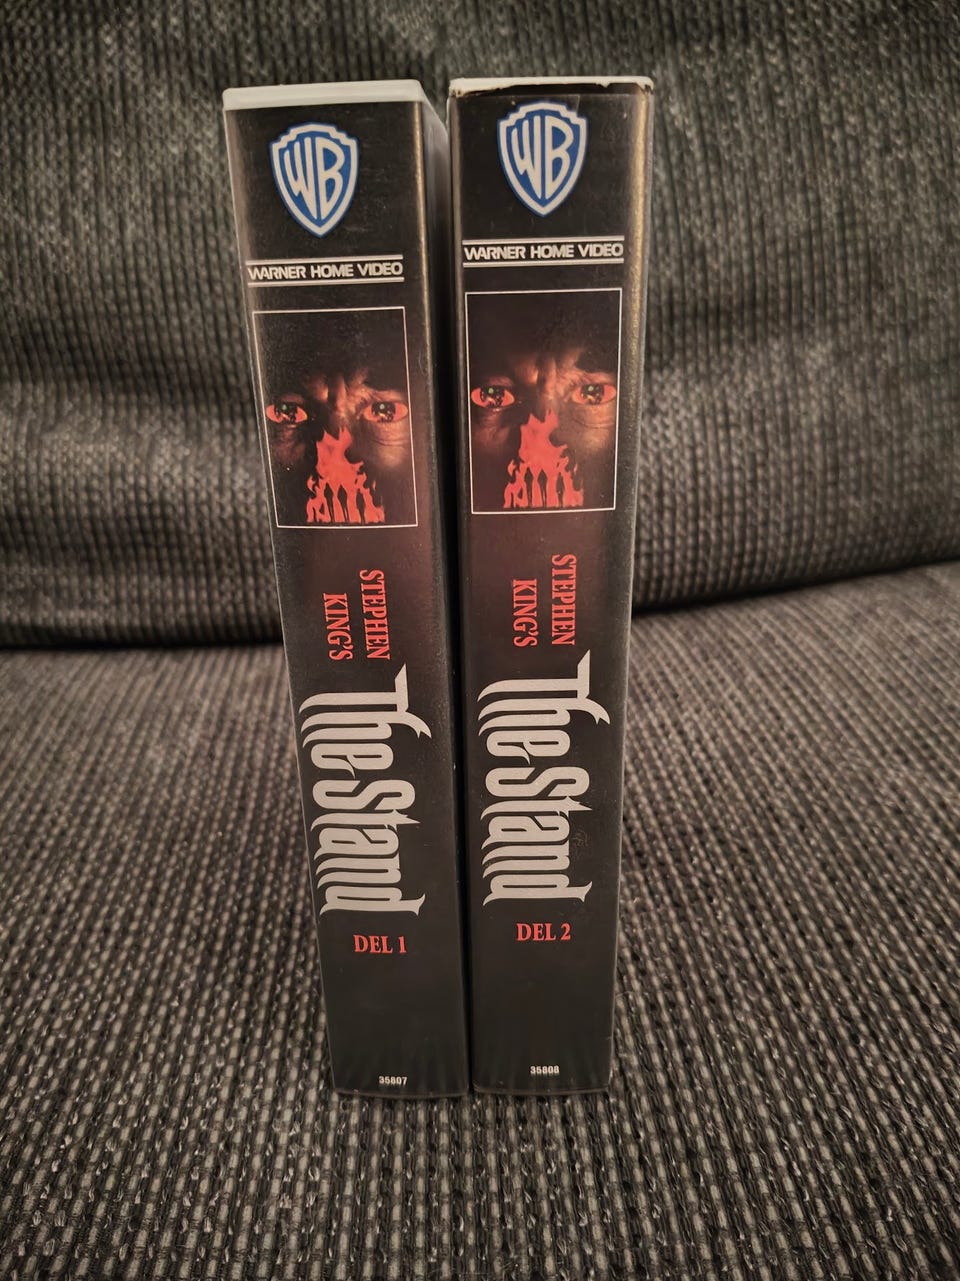 WB
WARNER HOME VIDEO
STEPHEN
KING'S
The Stand
DEL 1
35807
WB
WARNER HOME VIDEO
STEPHEN
KING'S
The Stand
DEL 2
35808